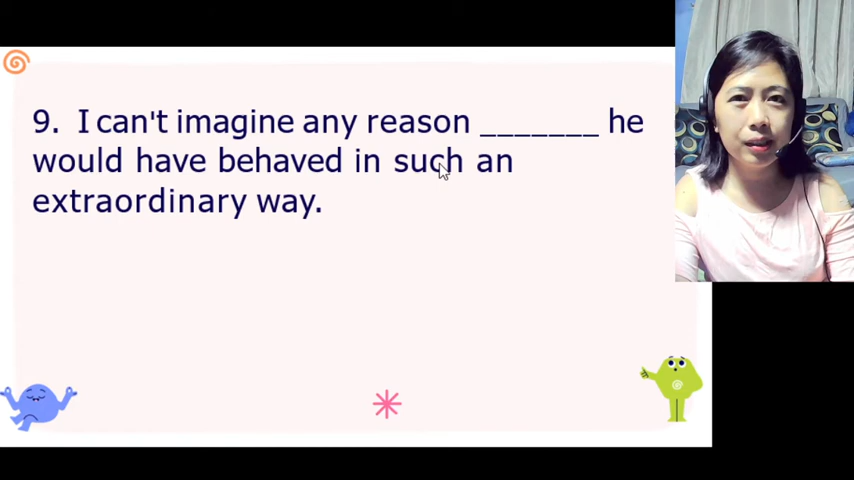 9. I can't imagine any reason _______ he
would have behaved in such an
extraordinary way.